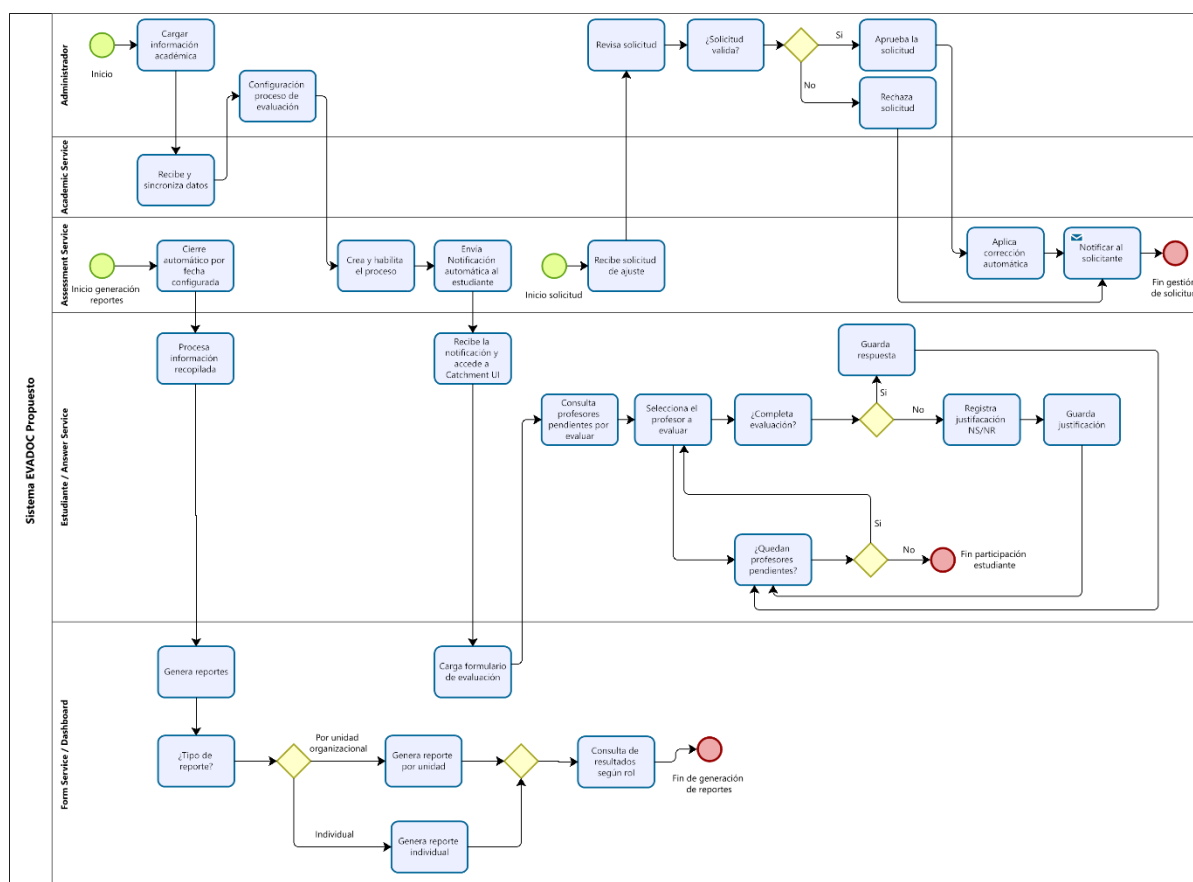 Sistema EVADOC Propuesto
Administrador
Inicio
Cargar
información
académica
Configuración
proceso de
evaluación
Revisa solicitud
¿Solicitud
valida?
Si
No
Aprueba la
solicitud
Rechaza
solicitud
Academic Service
Recibe y
sincroniza datos
Assessment Service
Inicio generación
reportes
Cierre
automático por
fecha
configurada
Crea y habilita
el proceso
Envia
Notificación
automática al
estudiante
Inicio solicitud
Recibe solicitud
de ajuste
Aplica
corrección
automática
Notificar al
solicitante
Fin gestión
de solicitud
Estudiante / Answer Service
Procesa
información
recopilada
Recibe la
notificación y
accede a
Catchment UI
Consulta
profesores
pendientes por
evaluar
Selecciona el
profesor a
evaluar
¿Completa
evaluación?
Guarda
respuesta
Si
No
Registra
justifacación
NS/NR
Guarda
justificación
¿Quedan
profesores
pendientes?
Si
No
Fin participación
estudiante
Form Service / Dashboard
Genera reportes
Carga formulario
de evaluación
¿Tipo de
reporte?
Por unidad
organizacional
Individual
Genera reporte
por unidad
Genera reporte
individual
Consulta de
resultados
según rol
Fin de generación
de reportes